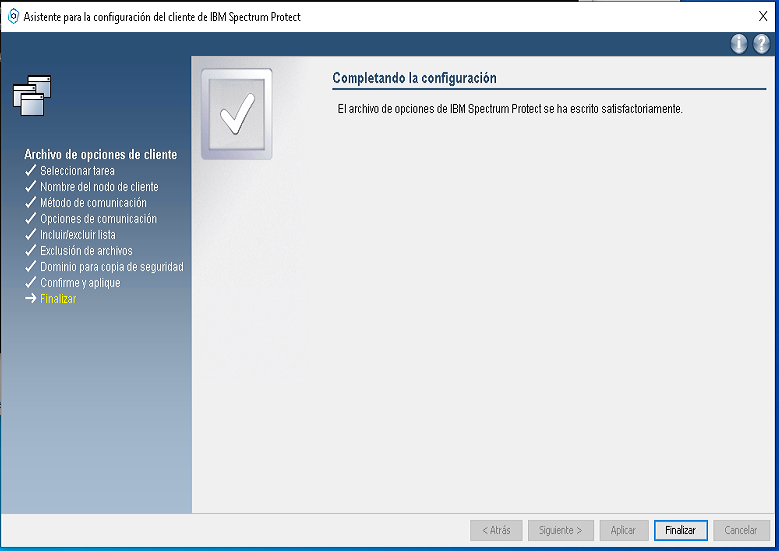 Asistente para la configuración del cliente de IBM Spectrum Protect
Completando la configuración
El archivo de opciones de IBM Spectrum Protect se ha escrito satisfactoriamente.
Archivo de opciones de cliente
Seleccionar tarea
Nombre del nodo de cliente
Método de comunicación
Opciones de comunicación
Incluir/excluir lista
Exclusión de archivos
Dominio para copia de seguridad
Confirme y aplique
Finalizar
< Atrás
Siguiente >
Aplicar
Finalizar
Cancelar